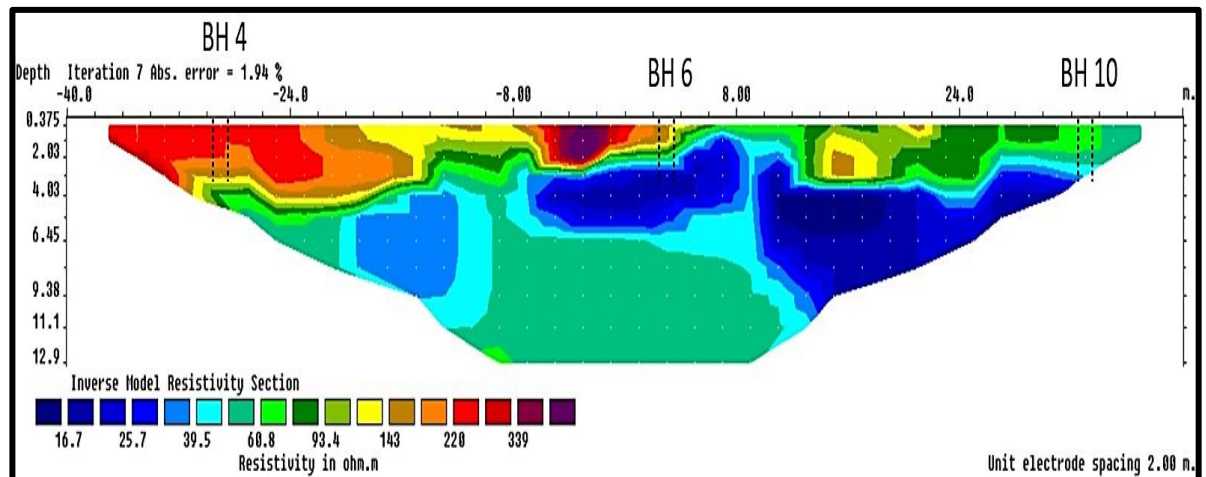 BH 4
BH 6
BH 10
Depth Iteration 7 Abs. error = 1.94 %
-40.0 -24.0 -8.00 8.00 24.0 m.
0.375
2.03
4.03
6.45
9.38
11.1
12.9
Inverse Model Resistivity Section
16.7 25.7 39.5 60.8 93.4 143 220 339
Resistivity in ohm.m
Unit electrode spacing 2.00 m.